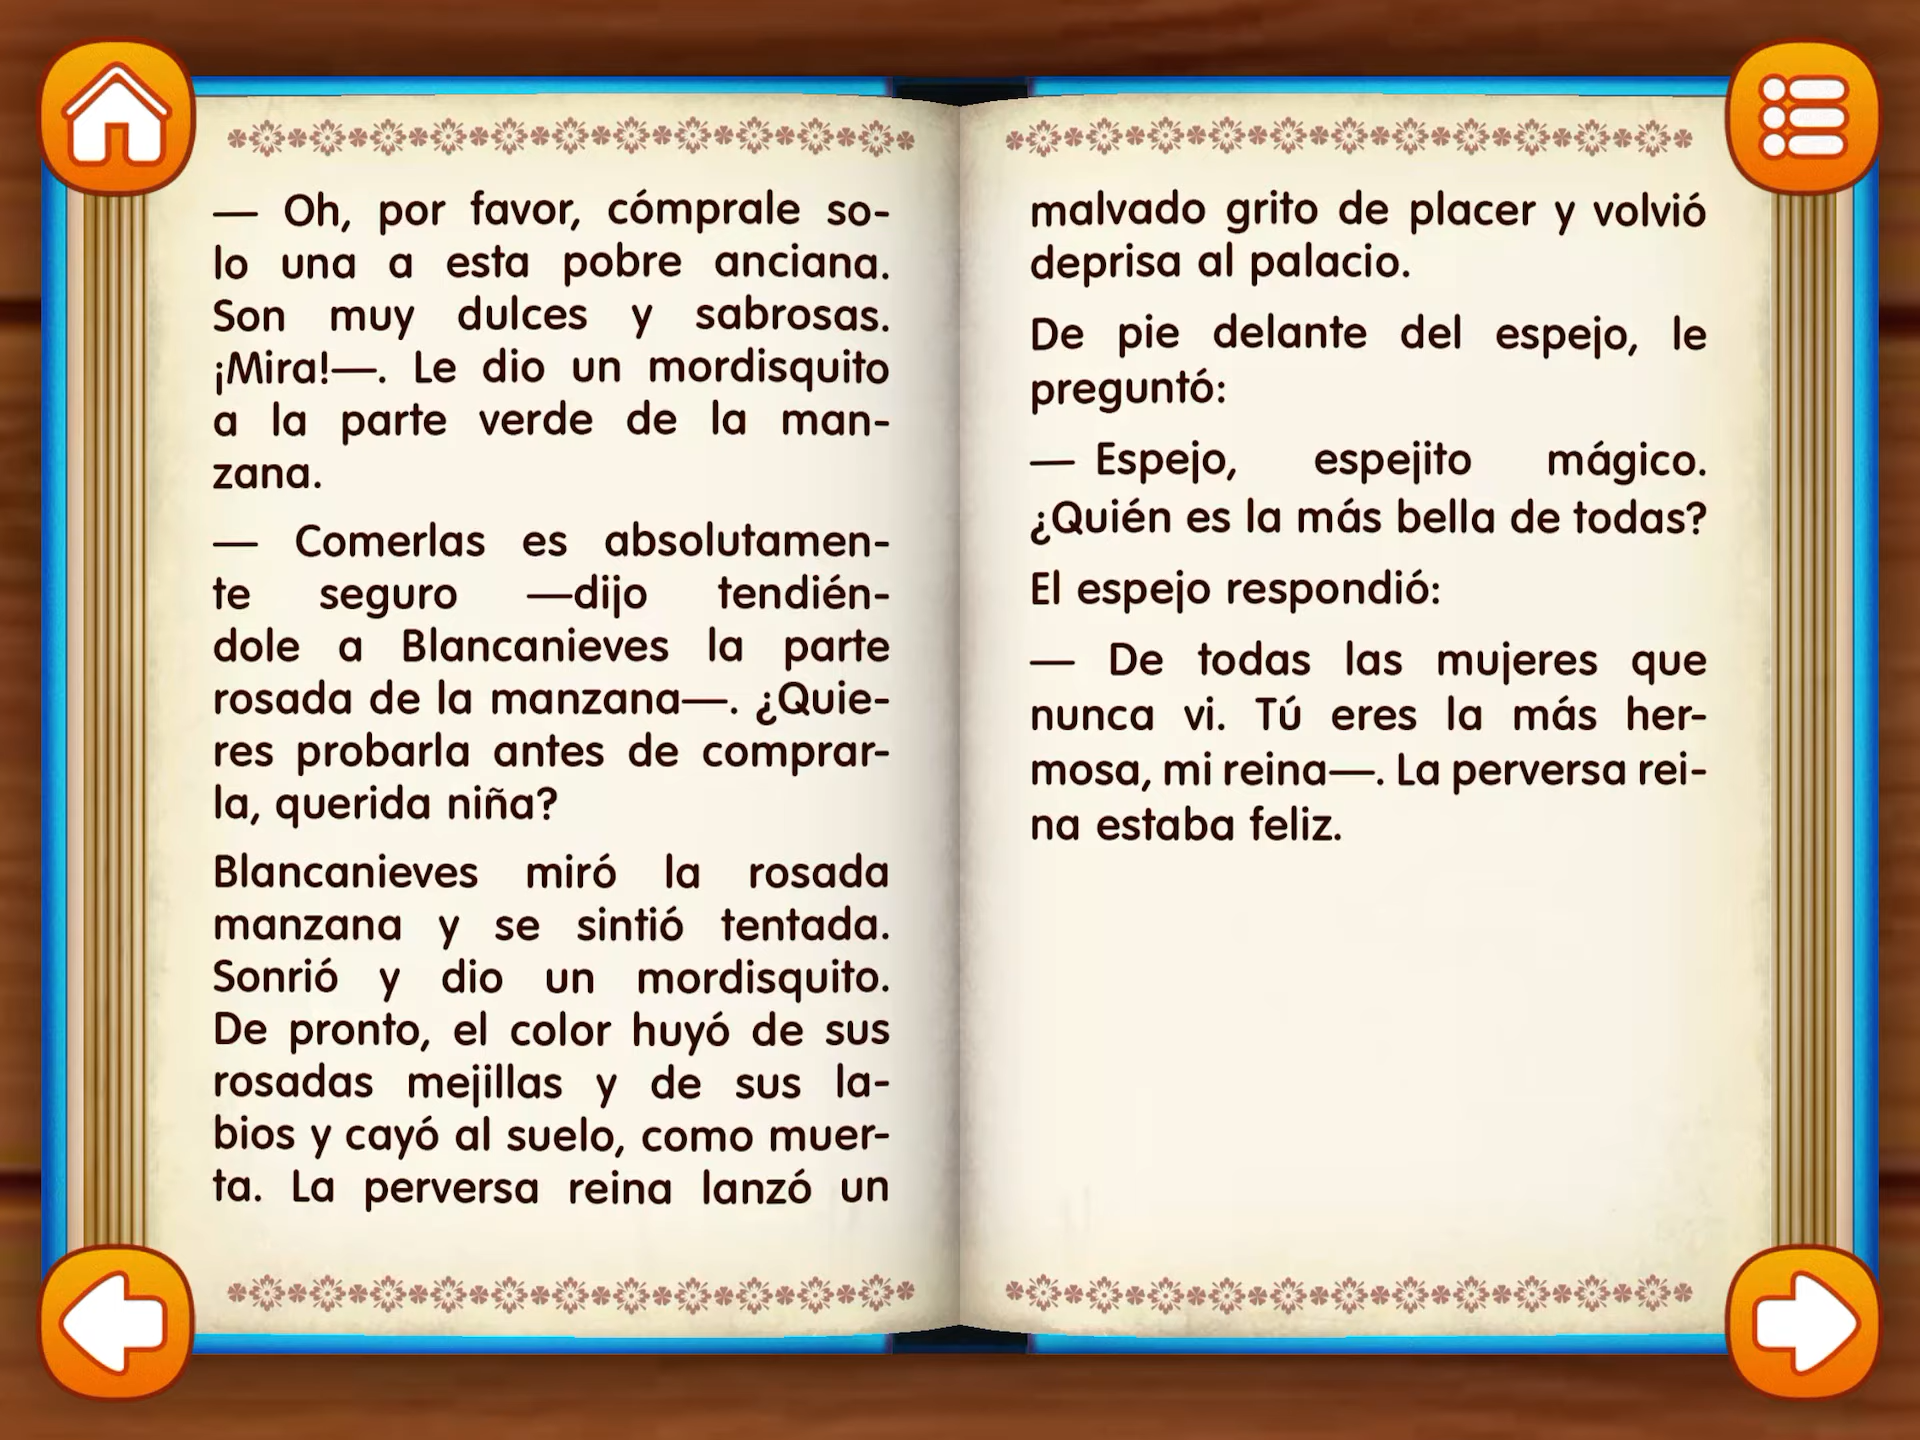 — Oh, por favor, cómprale so-
lo una a esta pobre anciana.
Son muy dulces y sabrosas.
¡Mira!—. Le dio un mordisquito
a la parte verde de la man-
zana.
— Comerlas es absolutamen-
te seguro —dijo tendién-
dole a Blancanieves la parte
rosada de la manzana—. ¿Quie-
res probarla antes de comprar-
la, querida niña?
Blancanieves miró la rosada
manzana y se sintió tentada.
Sonrió y dio un mordisquito.
De pronto, el color huyó de sus
rosadas mejillas y de sus la-
bios y cayó al suelo, como muer-
ta. La perversa reina lanzó un
malvado grito de placer y volvió
deprisa al palacio.
De pie delante del espejo, le
preguntó:
— Espejo, espejito mágico.
¿Quién es la más bella de todas?
El espejo respondió:
— De todas las mujeres que
nunca vi. Tú eres la más her-
mosa, mi reina—. La perversa rei-
na estaba feliz.